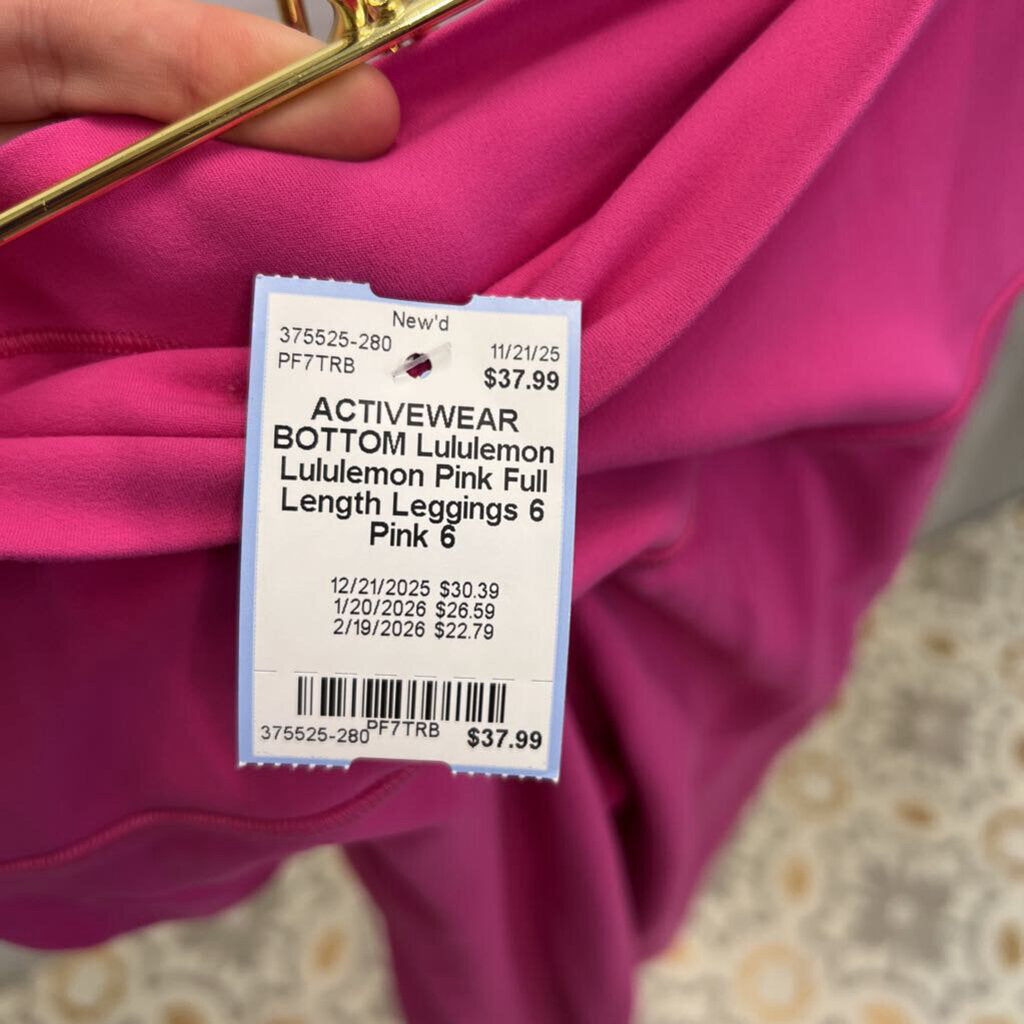 New'd
375525-280 11/21/25
PF7TRB $37.99
ACTIVEWEAR
BOTTOM Lululemon
Lululemon Pink Full
Length Leggings 6
Pink 6
12/21/2025 $30.39
1/20/2026 $26.59
2/19/2026 $22.79
375525-280 PF7TRB $37.99